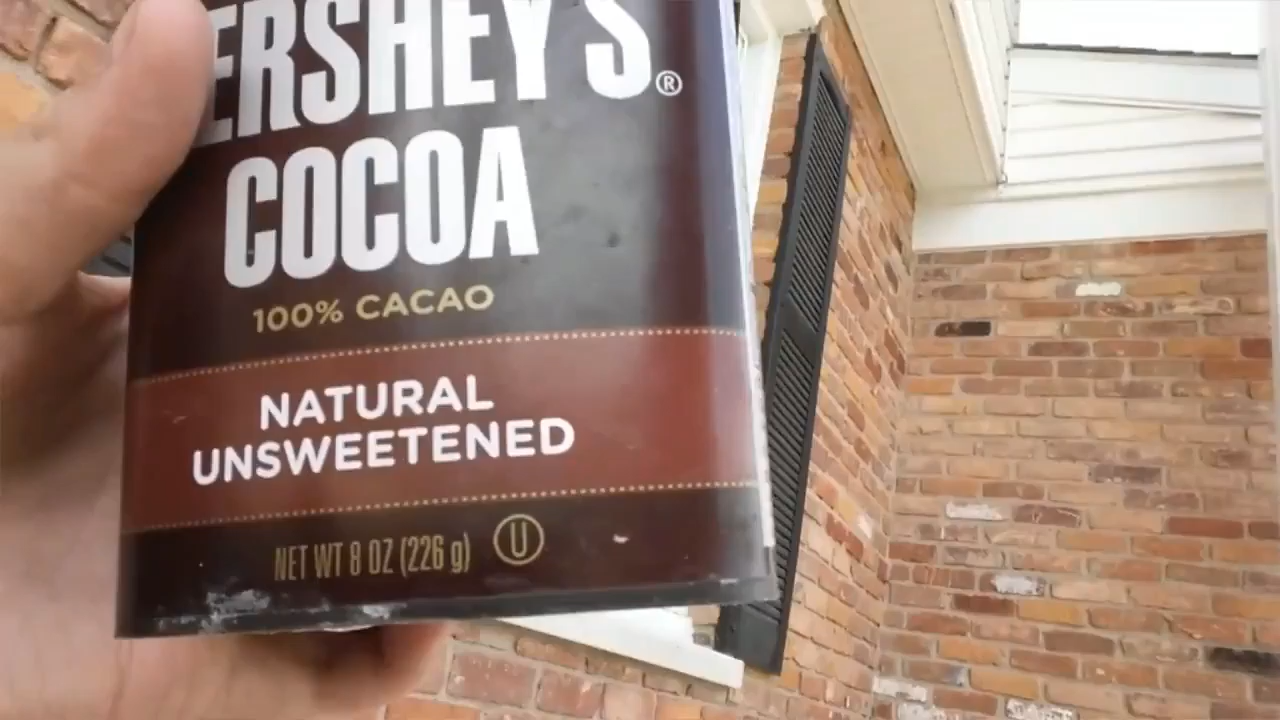 ERSHEY'S®
COCOA
100% CACAO
NATURAL
UNSWEETENED
NET WT 8 OZ (226 g) U